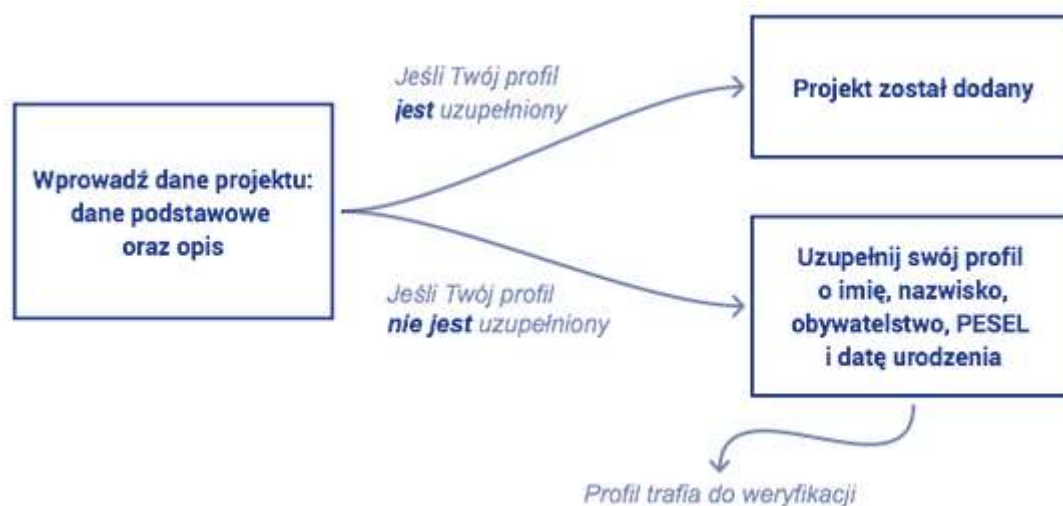 Wprowadź dane projektu:
dane podstawowe
oraz opis
Jeśli Twój profil
jest uzupełniony
Projekt został dodany
Jeśli Twój profil
nie jest uzupełniony
Uzupełnij swój profil
o imię, nazwisko,
obywatelstwo, PESEL
i datę urodzenia
Profil trafia do weryfikacji